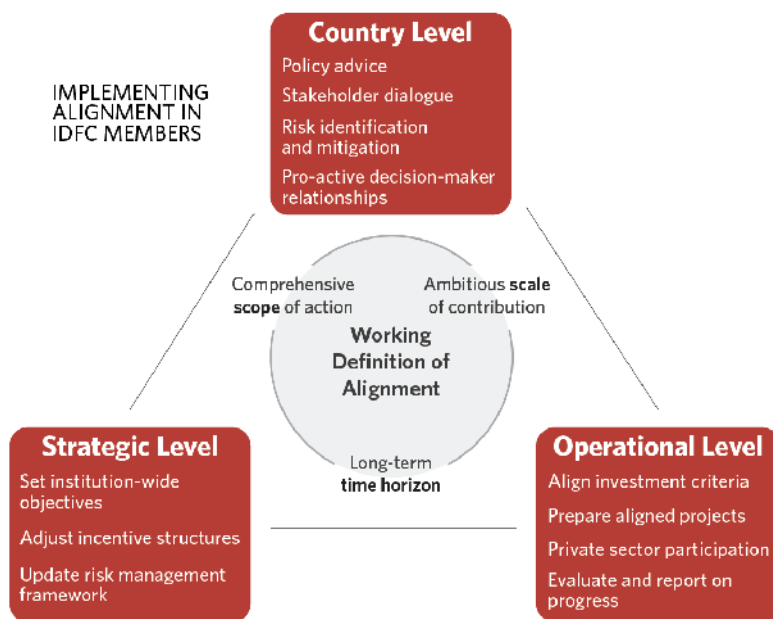 IMPLEMENTING
ALIGNMENT IN
IDFC MEMBERS
Country Level
Policy advice
Stakeholder dialogue
Risk identification
and mitigation
Pro-active decision-maker
relationships
Comprehensive
scope of action
Ambitious scale
of contribution
Working
Definition of
Alignment
Long-term
time horizon
Strategic Level
Set institution-wide
objectives
Adjust incentive structures
Update risk management
framework
Operational Level
Align investment criteria
Prepare aligned projects
Private sector participation
Evaluate and report on
progress